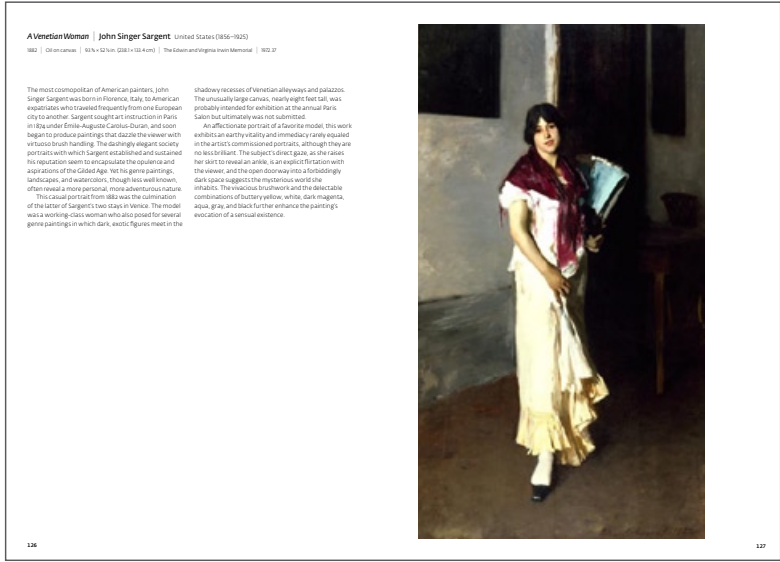 A Venetian Woman | John Singer Sargent United States (1856–1925)
1882 | Oil on canvas | 93¾ × 52½ in. (238.1 × 133.4 cm) | The Edwin and Virginia Irwin Memorial | 1972.37
The most cosmopolitan of American painters, John
Singer Sargent was born in Florence, Italy, to American
expatriates who traveled frequently from one European
city to another. Sargent sought art instruction in Paris
in 1874 under Émile-Auguste Carolus-Duran, and soon
began to produce paintings that dazzle the viewer with
virtuoso brush handling. The dashingly elegant society
portraits with which Sargent established and sustained
his reputation seem to encapsulate the opulence and
aspirations of the Gilded Age. Yet his genre paintings,
landscapes, and watercolors, though less well known,
often reveal a more personal, more adventurous nature.
This casual portrait from 1882 was the culmination
of the latter of Sargent's two stays in Venice. The model
was a working-class woman who also posed for several
genre paintings in which dark, exotic figures meet in the
shadowy recesses of Venetian alleyways and palazzos.
The unusually large canvas, nearly eight feet tall, was
probably intended for exhibition at the annual Paris
Salon but ultimately was not submitted.
An affectionate portrait of a favorite model, this work
exhibits an earthy vitality and immediacy rarely equaled
in the artist's commissioned portraits, although they are
no less brilliant. The subject's direct gaze, as she raises
her skirt to reveal an ankle, is an explicit flirtation with
the viewer, and the open doorway into a forbiddingly
dark space suggests the mysterious world she
inhabits. The vivacious brushwork and the delectable
combinations of buttery yellow, white, dark magenta,
aqua, gray, and black further enhance the painting's
evocation of a sensual existence.
126
127